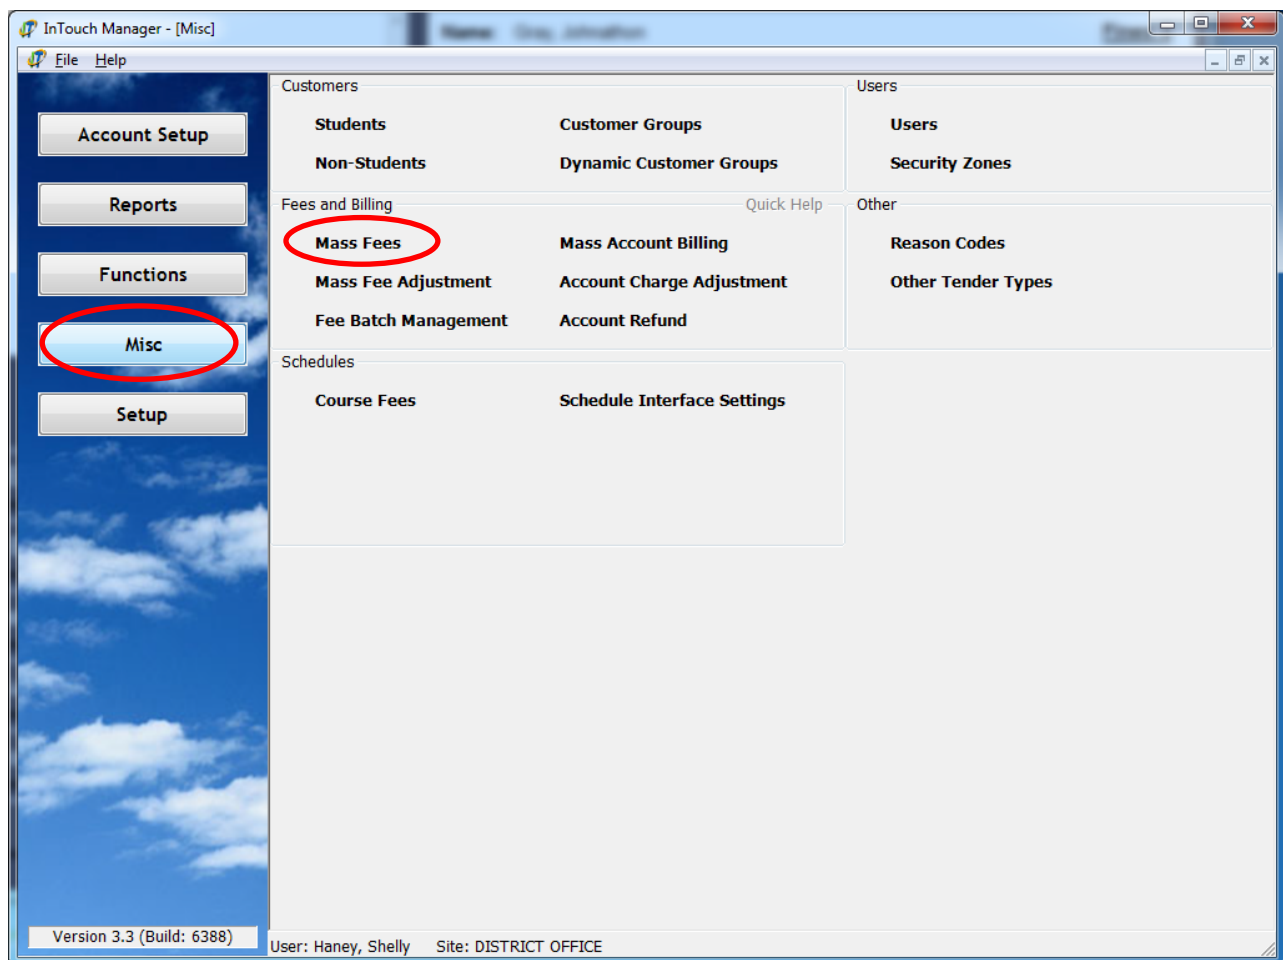 InTouch Manager - [Misc]
Name: Gray, Johnathon
File Help
Account Setup
Reports
Functions
Misc
Setup
Version 3.3 (Build: 6388)
Customers
Students Customer Groups
Non-Students Dynamic Customer Groups
Users
Users
Security Zones
Fees and Billing Quick Help
Mass Fees Mass Account Billing
Mass Fee Adjustment Account Charge Adjustment
Fee Batch Management Account Refund
Other
Reason Codes
Other Tender Types
Schedules
Course Fees Schedule Interface Settings
User: Haney, Shelly Site: DISTRICT OFFICE